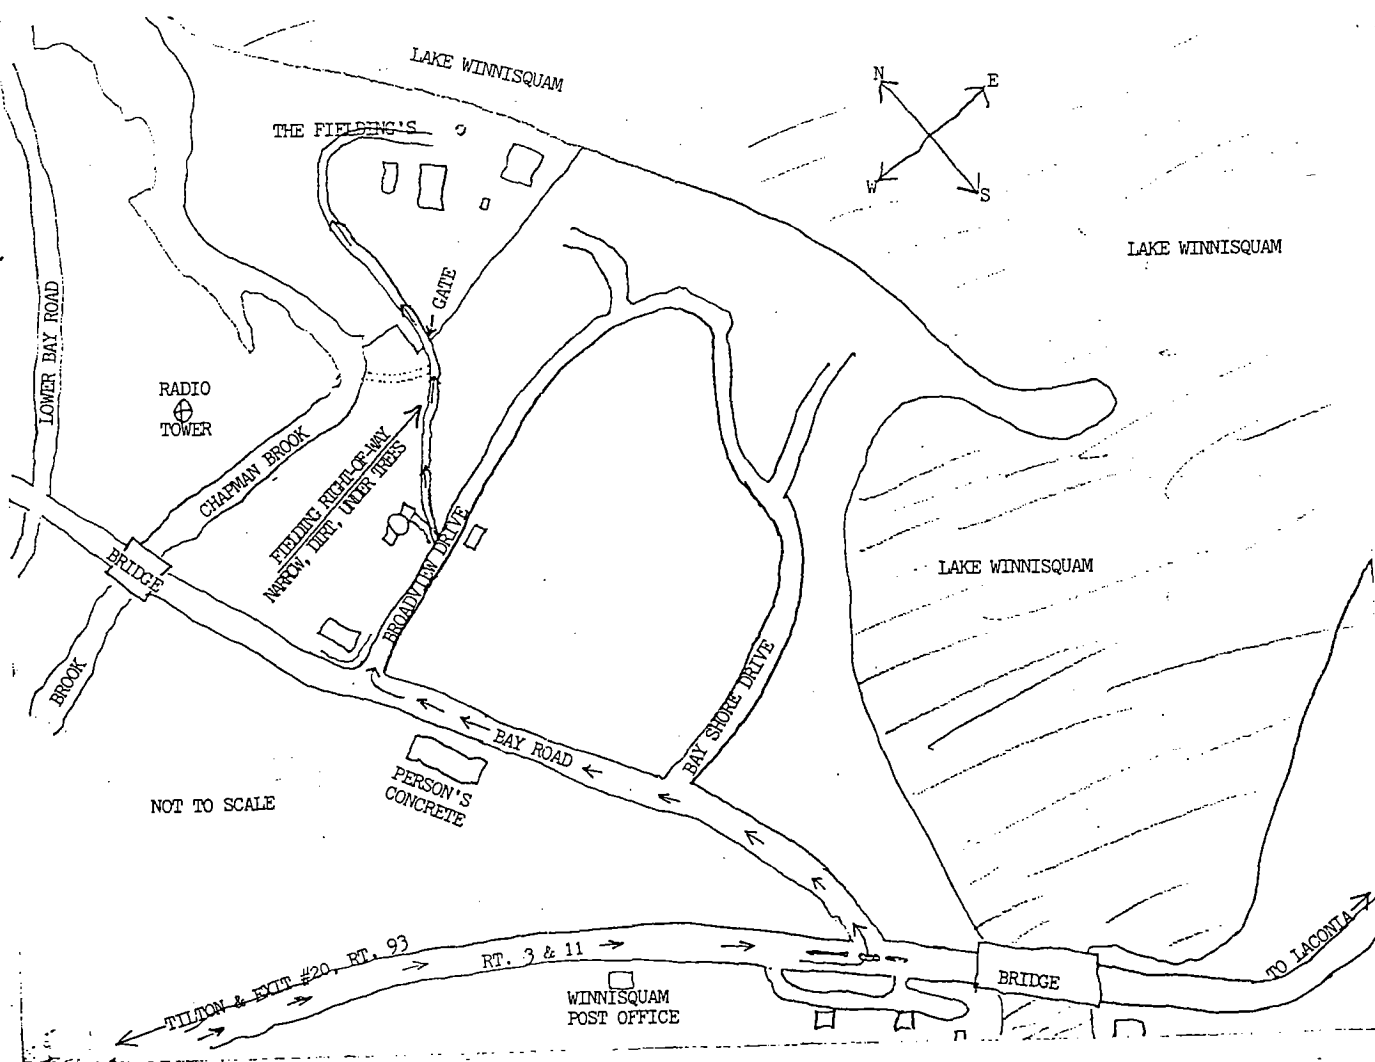 LAKE WINNISQUAM
N
E
W
S
THE FIELDING'S
LAKE WINNISQUAM
GATE
LOWER BAY ROAD
RADIO
TOWER
CHAPMAN BROOK
FIELDING RIGHT-OF-WAY
NARROW, DIRT, UNDER TREES
BROADVIEW DRIVE
BRIDGE
LAKE WINNISQUAM
BROOK
BAY SHORE DRIVE
BAY ROAD
PERSON'S
CONCRETE
NOT TO SCALE
TILTON & EXIT #20, RT. 93
RT. 3 & 11
WINNISQUAM
POST OFFICE
BRIDGE
TO LACONIA